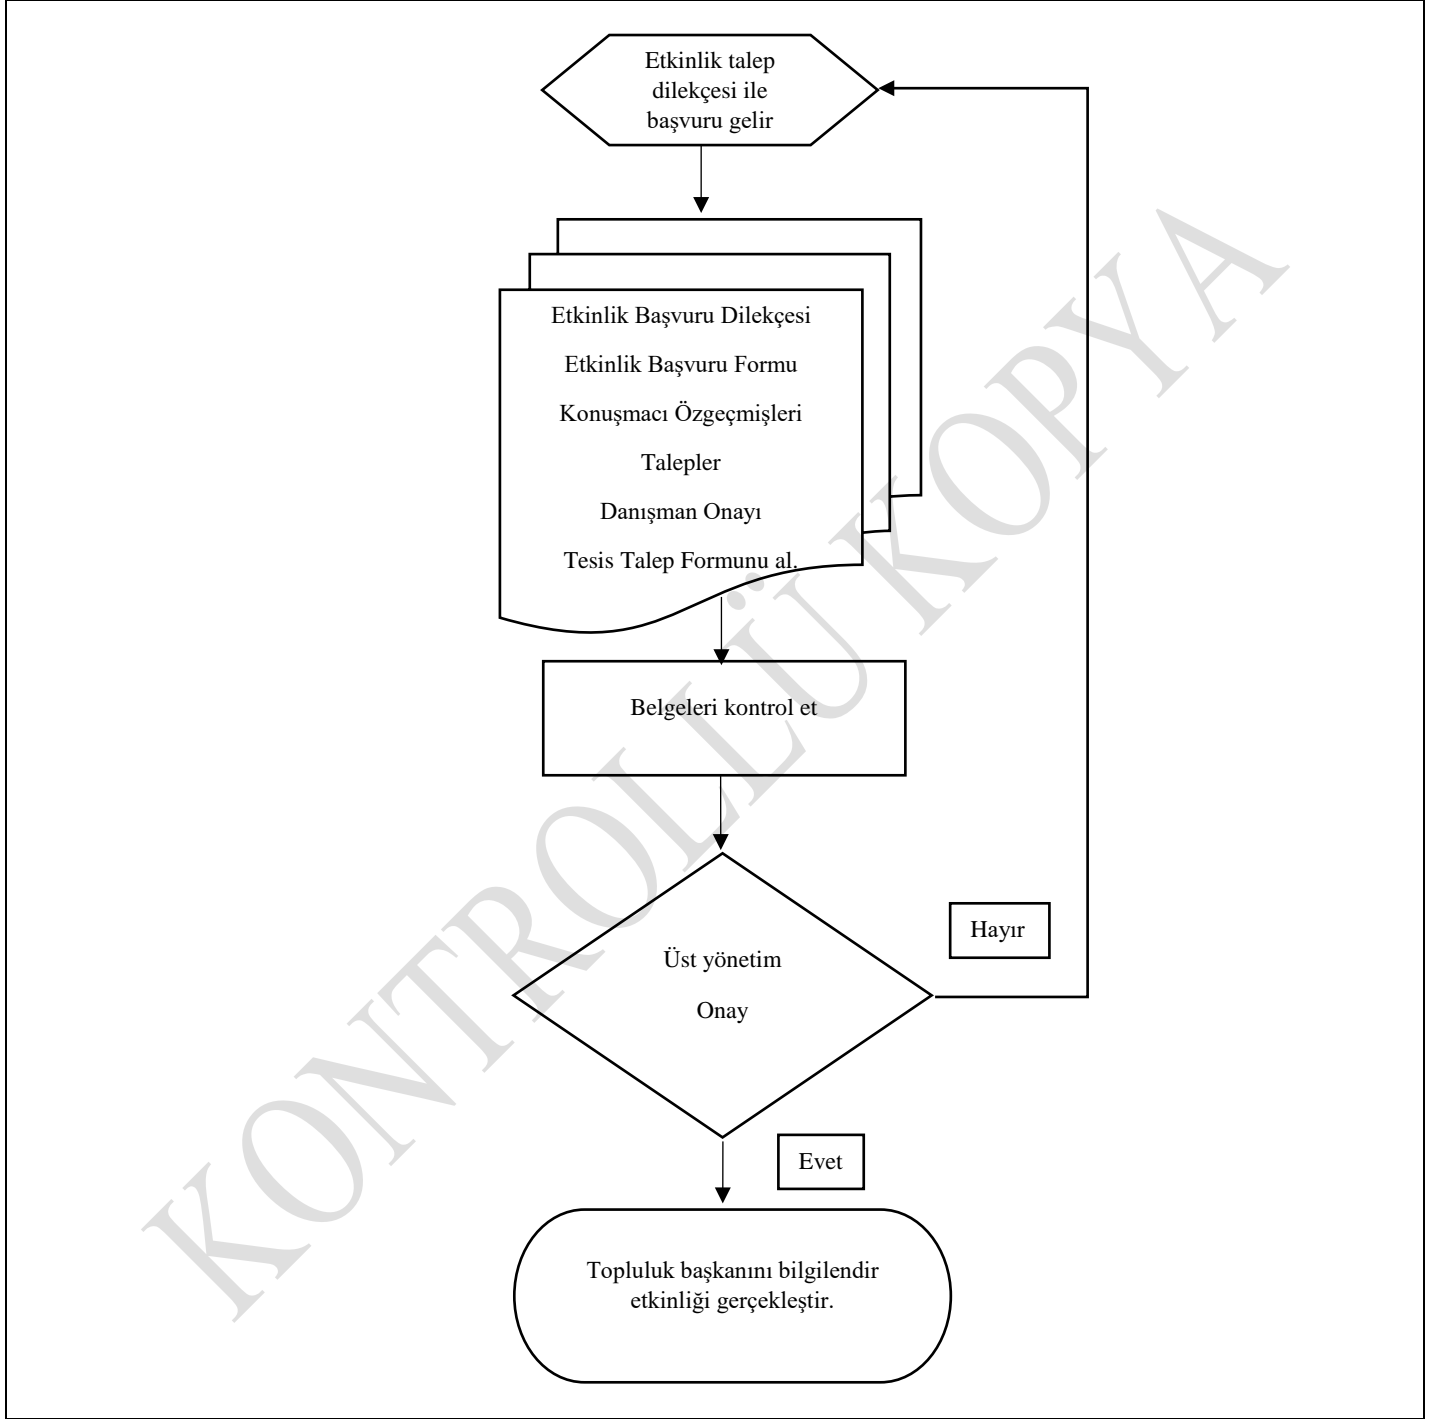 Etkinlik talep
dilekçesi ile
başvuru gelir
Etkinlik Başvuru Dilekçesi
Etkinlik Başvuru Formu
Konuşmacı Özgeçmişleri
Talepler
Danışman Onayı
Tesis Talep Formunu al.
Belgeleri kontrol et
Hayır
Üst yönetim
Onay
Evet
Topluluk başkanını bilgilendir
etkinliği gerçekleştir.
KONTROLLÜ KOPYA